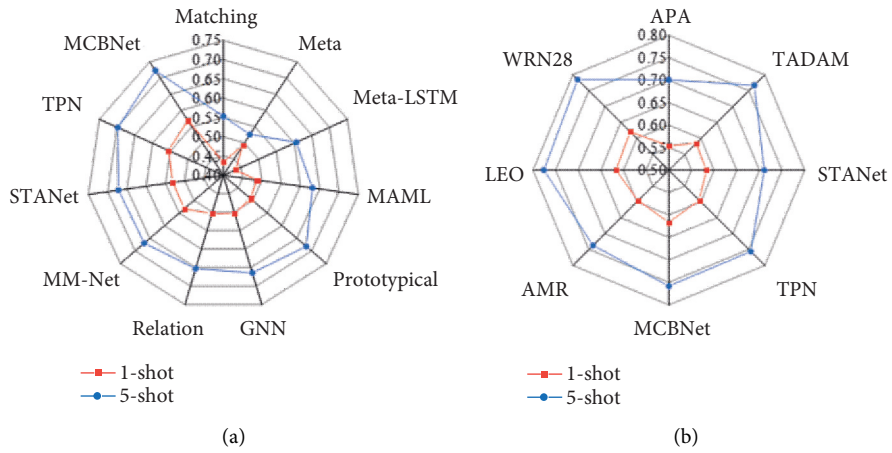 Matching
Meta
Meta-LSTM
MAML
Prototypical
GNN
Relation
MM-Net
STANet
TPN
MCBNet
0.75
0.70
0.65
0.60
0.55
0.50
0.45
0.40
1-shot
5-shot
(a)
APA
TADAM
STANet
TPN
MCBNet
AMR
LEO
WRN28
0.80
0.75
0.70
0.65
0.60
0.55
0.50
1-shot
5-shot
(b)